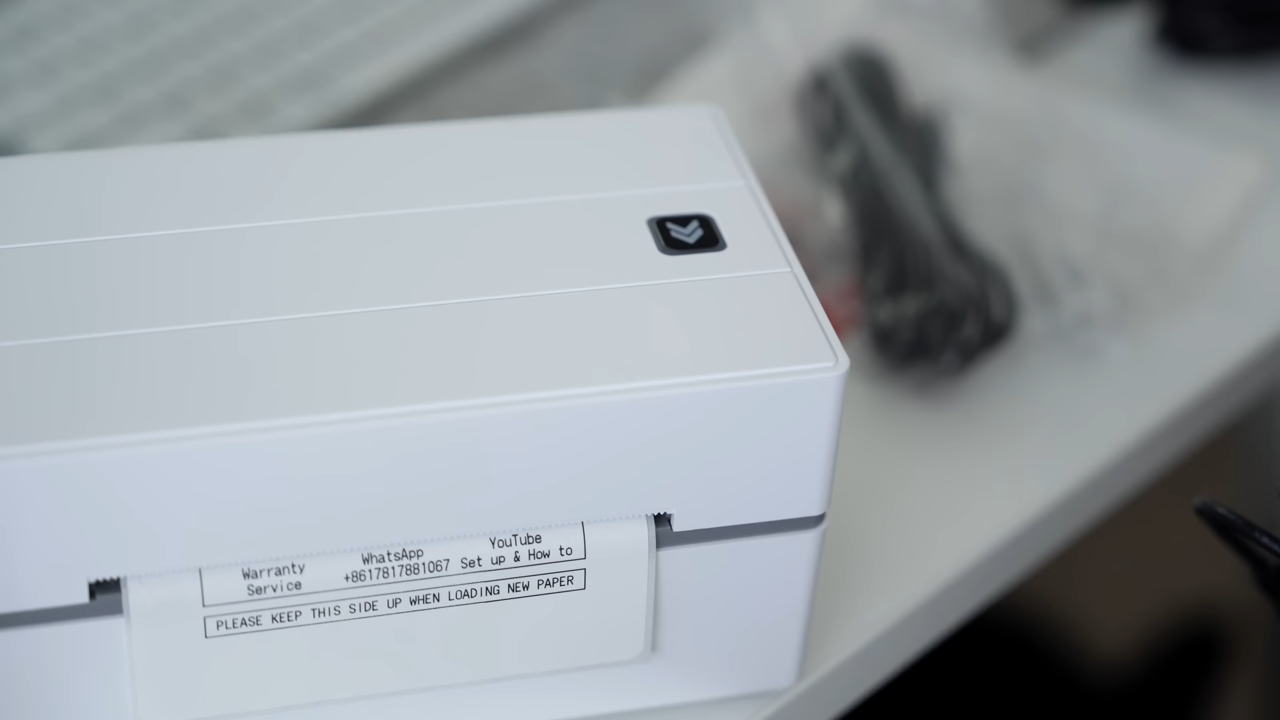 Warranty
Service
WhatsApp
+8617817881067
YouTube
Set up & How to
PLEASE KEEP THIS SIDE UP WHEN LOADING NEW PAPER